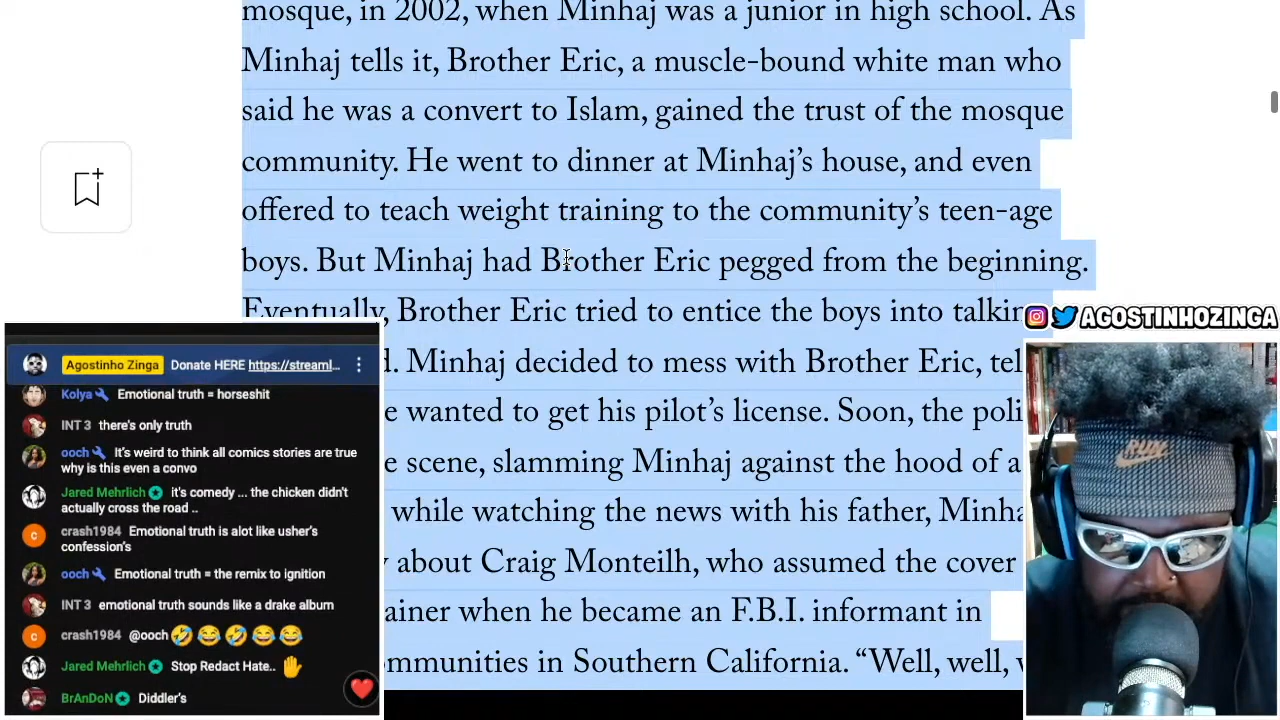 mosque, in 2002, when Minhaj was a junior in high school. As
Minhaj tells it, Brother Eric, a muscle-bound white man who
said he was a convert to Islam, gained the trust of the mosque
community. He went to dinner at Minhaj’s house, and even
offered to teach weight training to the community’s teen-age
boys. But Minhaj had Brother Eric pegged from the beginning.
Eventually, Brother Eric tried to entice the boys into talkin
d. Minhaj decided to mess with Brother Eric, tel
e wanted to get his pilot’s license. Soon, the poli
e scene, slamming Minhaj against the hood of a
while watching the news with his father, Minha
y about Craig Monteilh, who assumed the cover
ainer when he became an F.B.I. informant in
ommunities in Southern California. “Well, well, w
Agostinho Zinga Donate HERE https://streaml...
Kolya Emotional truth = horseshit
INT 3 there's only truth
ooch It's weird to think all comics stories are true
why is this even a convo
Jared Mehrlich it's comedy ... the chicken didn't
actually cross the road ..
crash1984 Emotional truth is alot like usher's
confession's
ooch Emotional truth = the remix to ignition
INT 3 emotional truth sounds like a drake album
crash1984 @ooch 🤣😂🤣😂😂
Jared Mehrlich Stop Redact Hate.. ✋
BrAnDoN Diddler's
AGOSTINHOZINGA